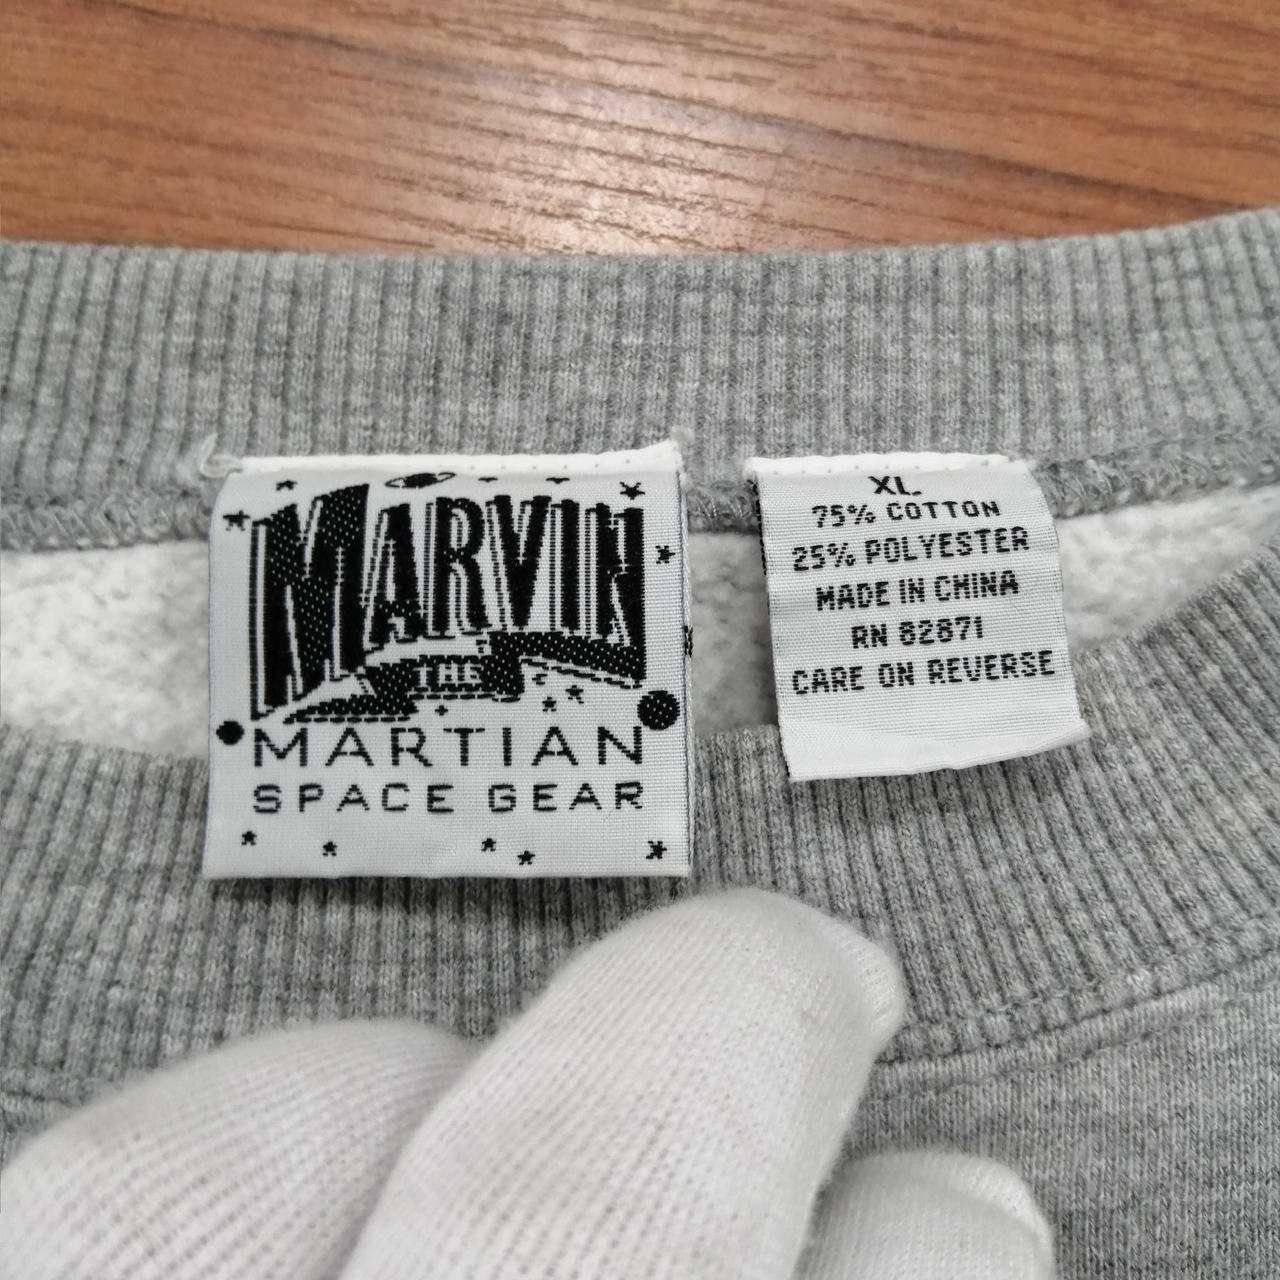 MARVIN
THE
MARTIAN
SPACE GEAR
XL
75% COTTON
25% POLYESTER
MADE IN CHINA
RN 82871
CARE ON REVERSE